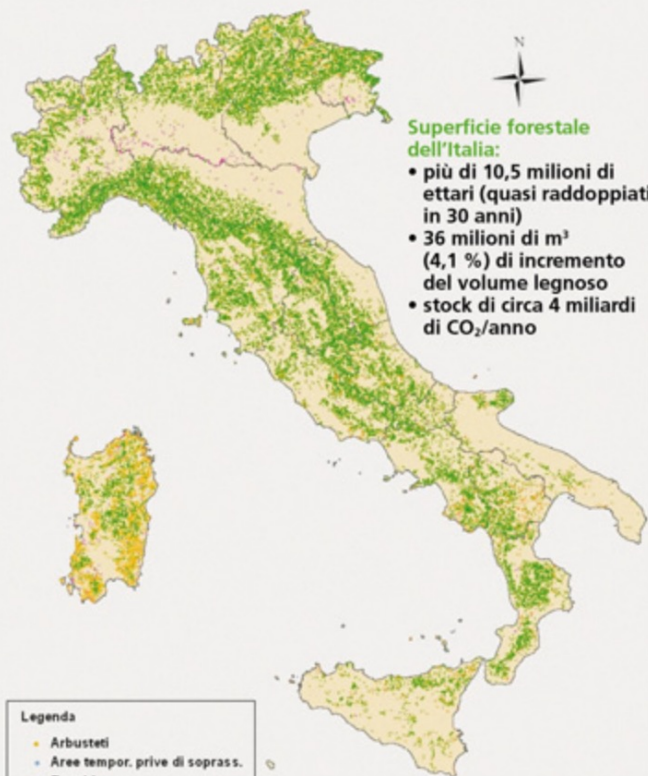 N
Superficie forestale
dell'Italia:
• più di 10,5 milioni di
ettari (quasi raddoppiati
in 30 anni)
• 36 milioni di m³
(4,1 %) di incremento
del volume legnoso
• stock di circa 4 miliardi
di CO₂/anno
Legenda
Arbusteti
Aree tempor. prive di soprass.